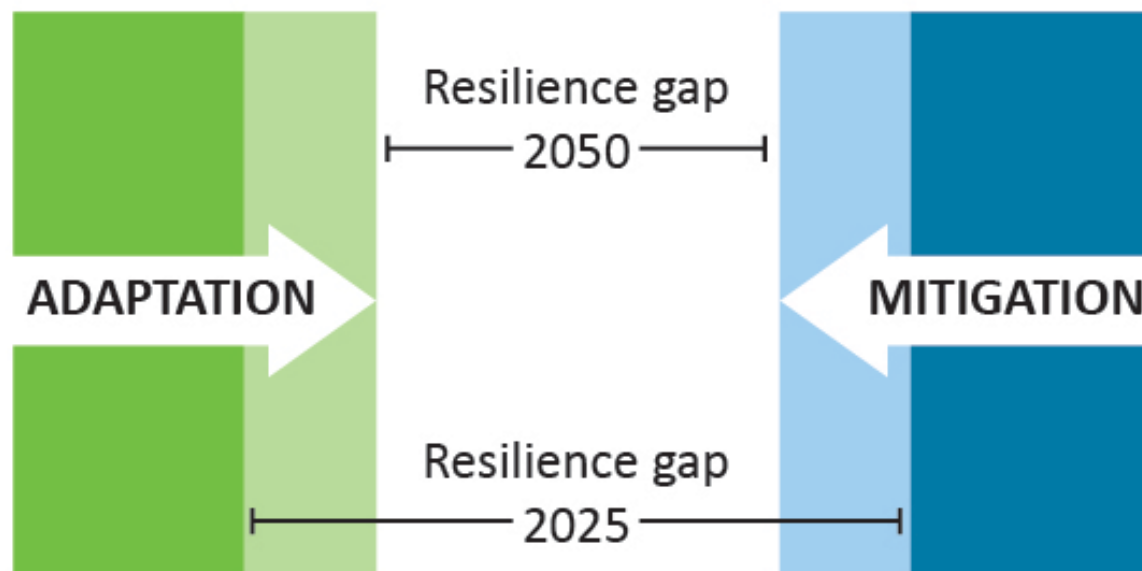 Resilience gap
2050
ADAPTATION
MITIGATION
Resilience gap
2025